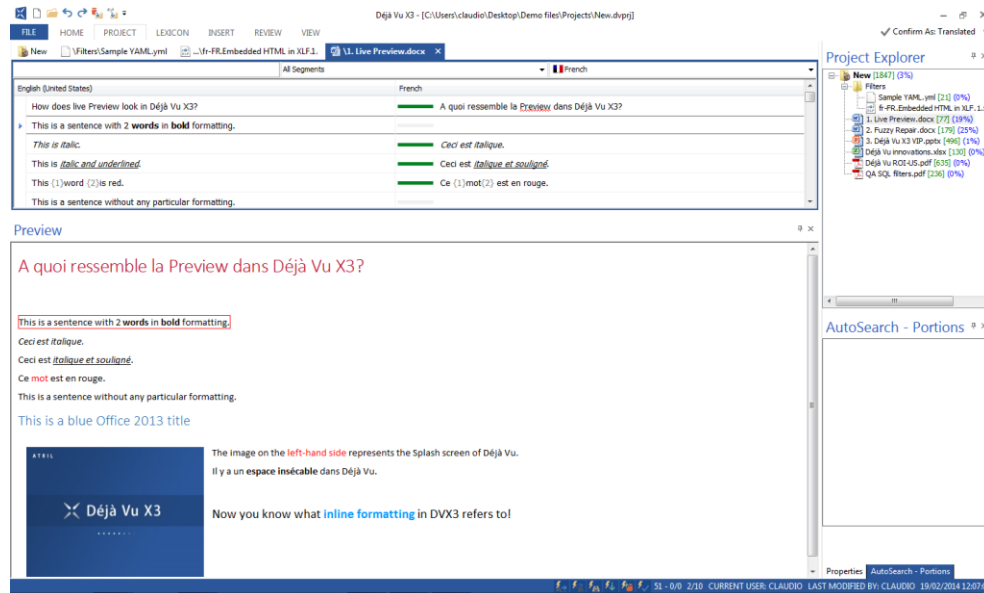 Déjà Vu X3 - [C:\Users\claudio\Desktop\Demo files\Projects\New.dvprj]
FILE HOME PROJECT LEXICON INSERT REVIEW VIEW
Confirm As: Translated
New \Filters\Sample YAML.yml ...\fr-FR.Embedded HTML in XLF.1. \1. Live Preview.docx
All Segments French
English (United States) French
How does live Preview look in Déjà Vu X3? A quoi ressemble la Preview dans Déjà Vu X3?
This is a sentence with 2 words in bold formatting.
This is italic. Ceci est italique.
This is italic and underlined. Ceci est italique et souligné.
This {1}word {2}is red. Ce {1}mot{2} est en rouge.
This is a sentence without any particular formatting.
Preview
A quoi ressemble la Preview dans Déjà Vu X3?
This is a sentence with 2 words in bold formatting.
Ceci est italique.
Ceci est italique et souligné.
Ce mot est en rouge.
This is a sentence without any particular formatting.
This is a blue Office 2013 title
ATRIL
Déjà Vu X3
The image on the left-hand side represents the Splash screen of Déjà Vu.
Il y a un espace insécable dans Déjà Vu.
Now you know what inline formatting in DVX3 refers to!
Project Explorer
New [1847] (3%)
Filters
Sample YAML.yml [21] (0%)
fr-FR.Embedded HTML in XLF.1.
1. Live Preview.docx [77] (19%)
2. Fuzzy Repair.docx [179] (25%)
3. Déjà Vu X3 VIP.pptx [496] (1%)
Déjà Vu innovations.xlsx [130] (0%)
Déjà Vu ROI-US.pdf [635] (0%)
QA SQL filters.pdf [236] (0%)
AutoSearch - Portions
Properties AutoSearch - Portions
51 - 0/0 2/10 CURRENT USER: CLAUDIO LAST MODIFIED BY: CLAUDIO 19/02/2014 12:07: